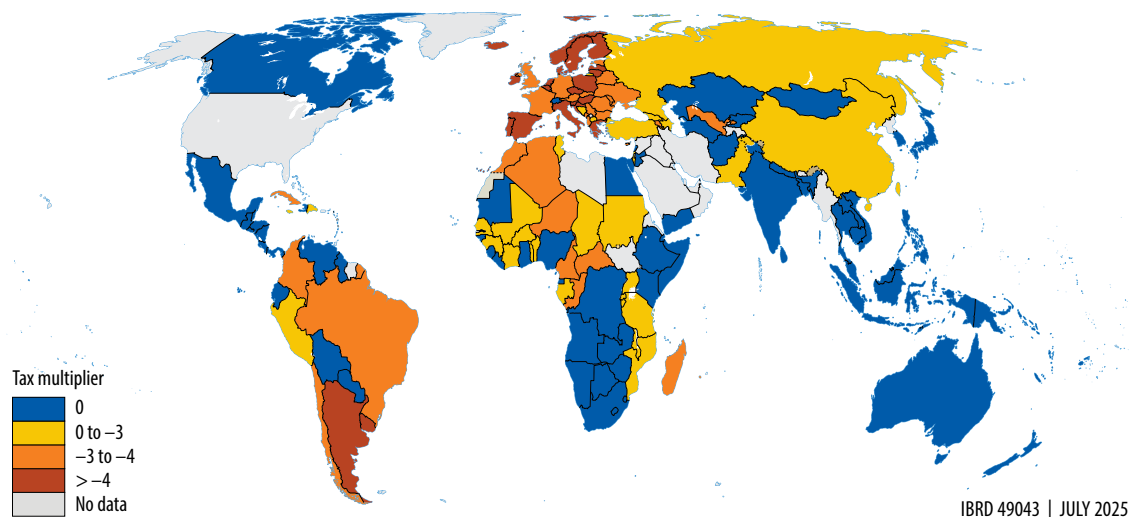 Tax multiplier
0
0 to −3
−3 to −4
> −4
No data
IBRD 49043 | JULY 2025